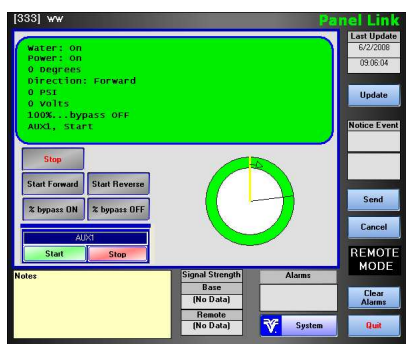 [333] WW
Panel Link
Water: On
Power: On
0 Degrees
Direction: Forward
0 PSI
0 Volts
100%...bypass OFF
AUX1, Start
Last Update
6/2/2008
09:06:04
Update
Notice Event
Stop
Start Forward
Start Reverse
% bypass ON
% bypass OFF
AUX1
Start
Stop
Send
Cancel
REMOTE
MODE
Notes
Signal Strength
Base
(No Data)
Remote
(No Data)
Alarms
System
Clear
Alarms
Quit